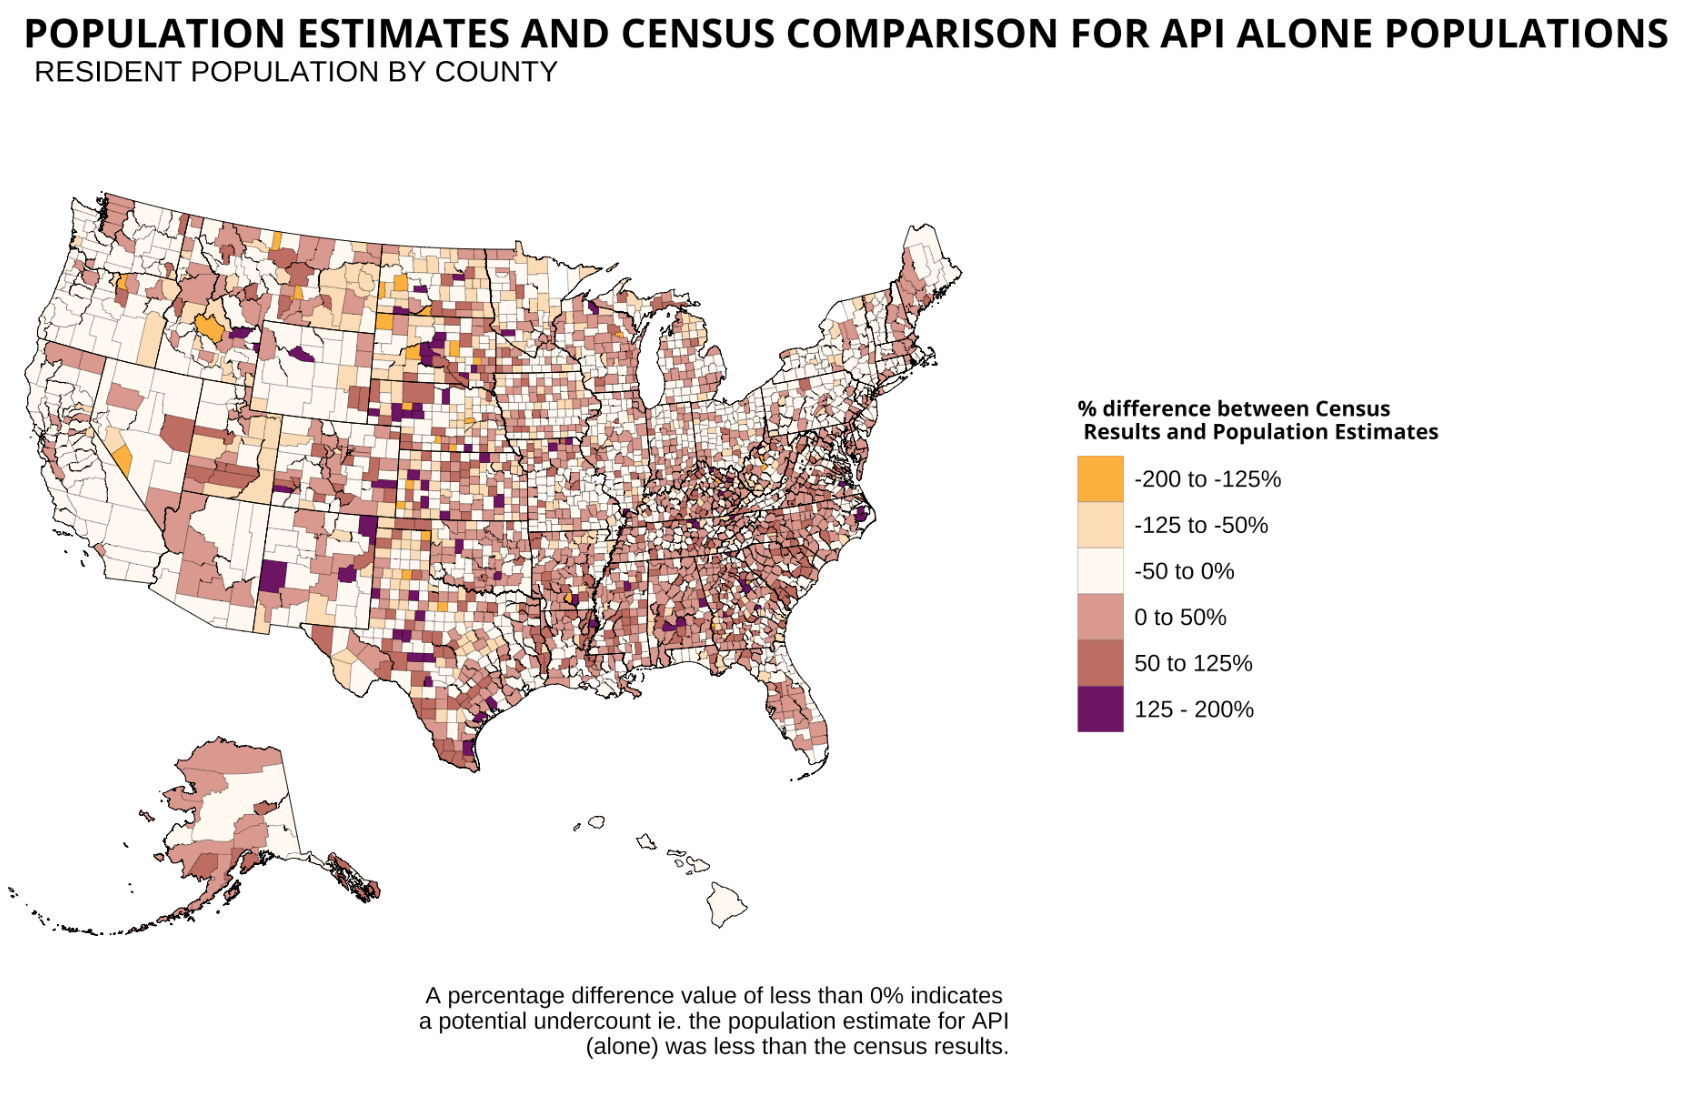 POPULATION ESTIMATES AND CENSUS COMPARISON FOR API ALONE POPULATIONS
RESIDENT POPULATION BY COUNTY
% difference between Census
Results and Population Estimates
-200 to -125%
-125 to -50%
-50 to 0%
0 to 50%
50 to 125%
125 - 200%
A percentage difference value of less than 0% indicates
a potential undercount ie. the population estimate for API
(alone) was less than the census results.